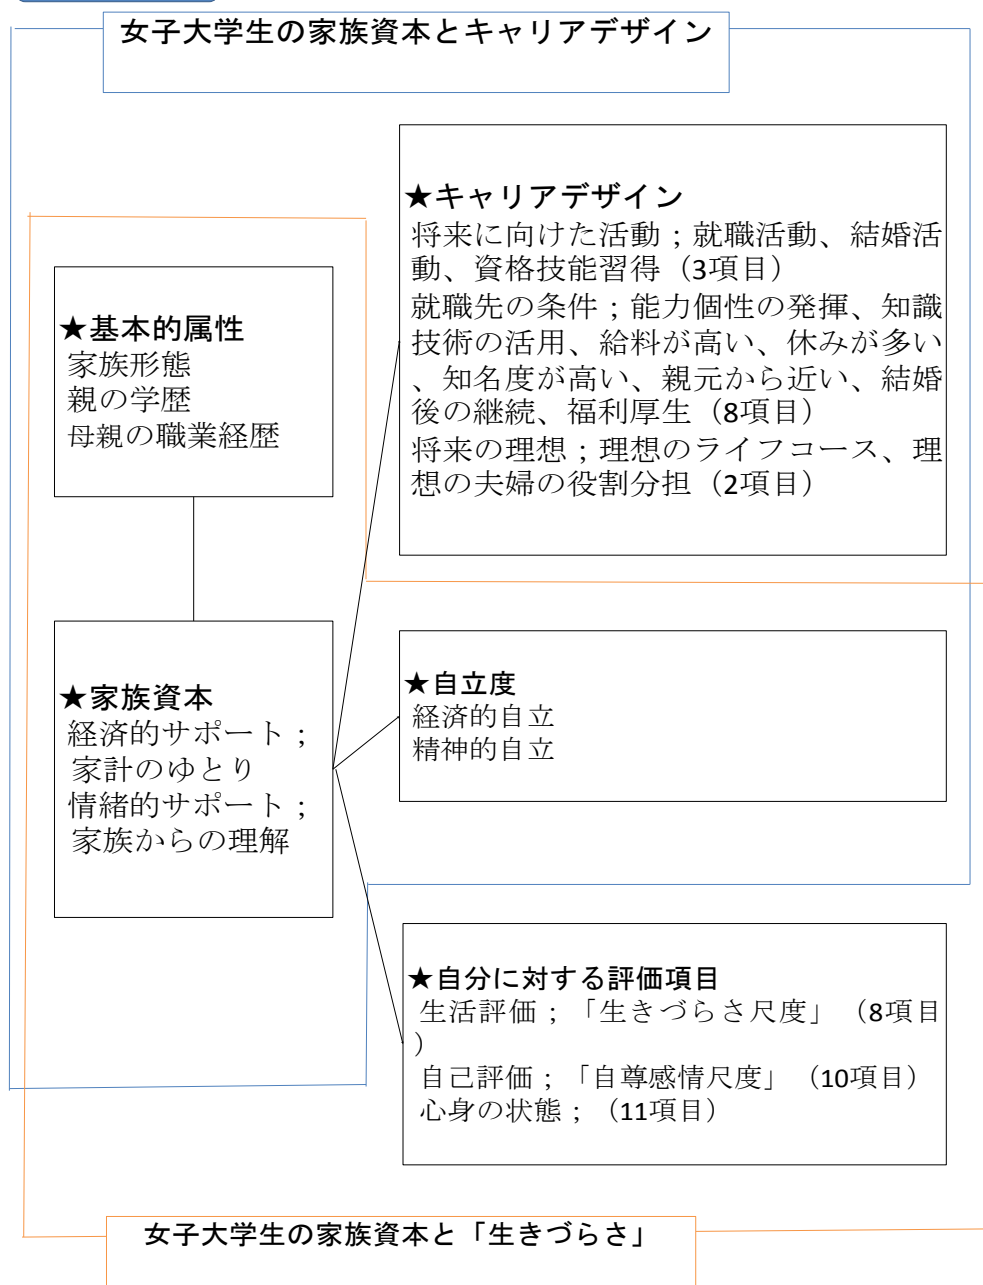 女子大学生の家族資本とキャリアデザイン
★キャリアデザイン
将来に向けた活動；就職活動、結婚活
動、資格技能習得（3項目）
就職先の条件；能力個性の発揮、知識
技術の活用、給料が高い、休みが多い
、知名度が高い、親元から近い、結婚
後の継続、福利厚生（8項目）
将来の理想；理想のライフコース、理
想の夫婦の役割分担（2項目）
★基本的属性
家族形態
親の学歴
母親の職業経歴
★家族資本
経済的サポート；
家計のゆとり
情緒的サポート；
家族からの理解
★自立度
経済的自立
精神的自立
★自分に対する評価項目
生活評価；「生きづらさ尺度」（8項目
）
自己評価；「自尊感情尺度」（10項目）
心身の状態；（11項目）
女子大学生の家族資本と「生きづらさ」